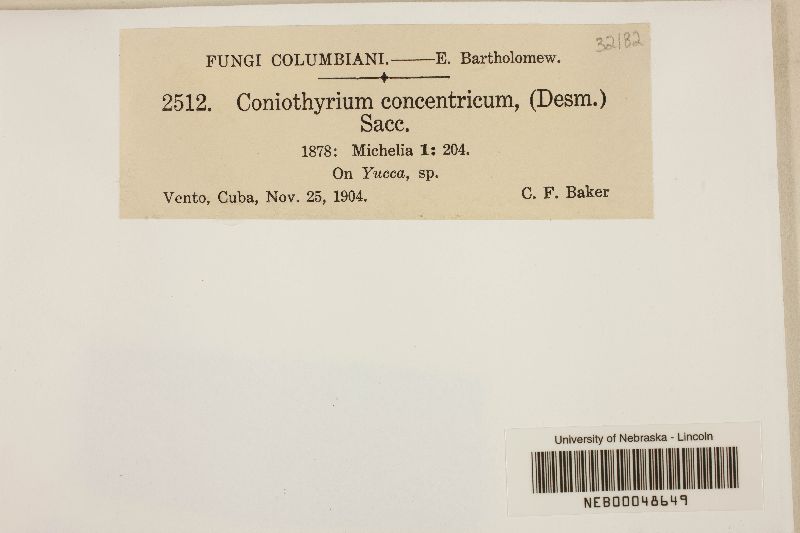 32182
FUNGI COLUMBIANI.——E. Bartholomew.
2512. Coniothyrium concentricum, (Desm.)
Sacc.
1878: Michelia 1: 204.
On Yucca, sp.
Vento, Cuba, Nov. 25, 1904. C. F. Baker
University of Nebraska - Lincoln
NEB00048649